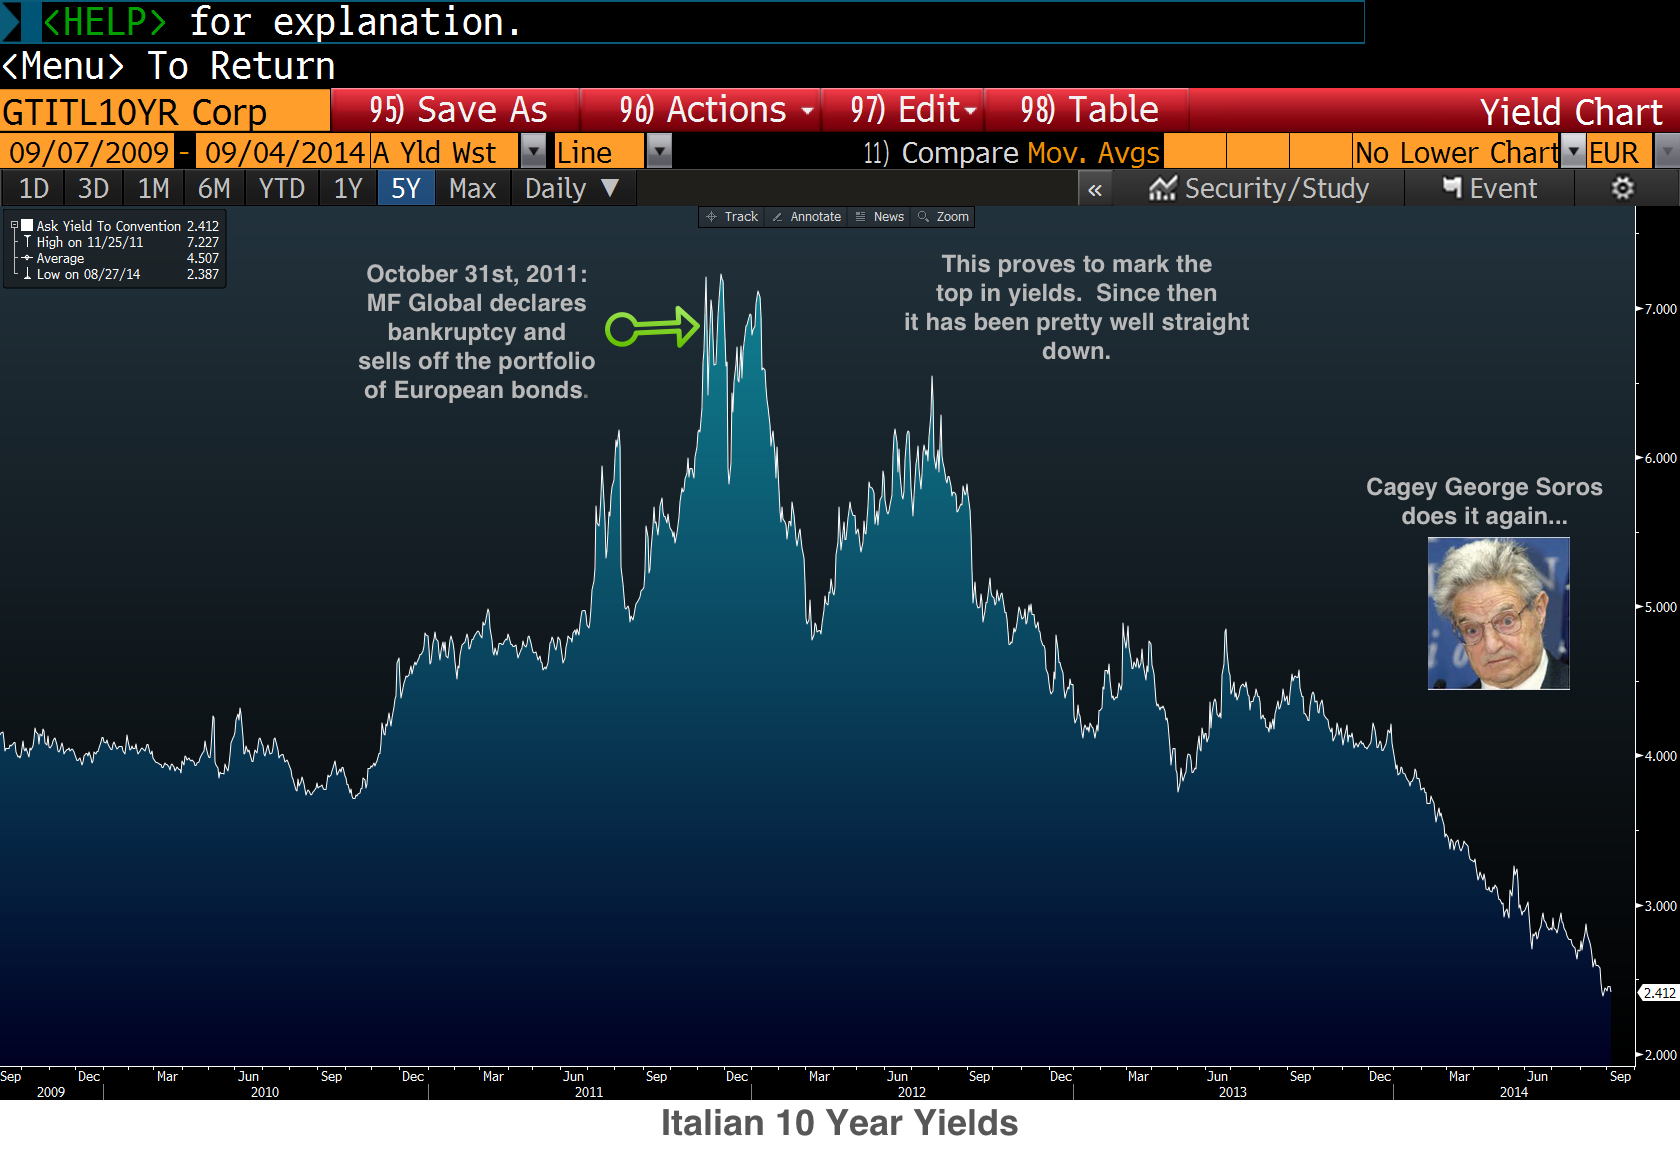 <HELP> for explanation.
<Menu> To Return
GTITL10YR Corp 95) Save As 96) Actions 97) Edit 98) Table Yield Chart
09/07/2009 - 09/04/2014 A Yld Wst Line 11) Compare Mov. Avgs No Lower Chart EUR
1D 3D 1M 6M YTD 1Y 5Y Max Daily ▼ « Security/Study Event
Track Annotate News Zoom
Ask Yield To Convention 2.412
High on 11/25/11 7.227
Average 4.507
Low on 08/27/14 2.387
October 31st, 2011:
MF Global declares
bankruptcy and
sells off the portfolio
of European bonds.
This proves to mark the
top in yields. Since then
it has been pretty well straight
down.
Cagey George Soros
does it again...
7.000
6.000
5.000
4.000
3.000
2.412
2.000
Sep Dec Mar Jun Sep Dec Mar Jun Sep Dec Mar Jun Sep Dec Mar Jun Sep Dec Mar Jun Sep
2009 2010 2011 2012 2013 2014
Italian 10 Year Yields